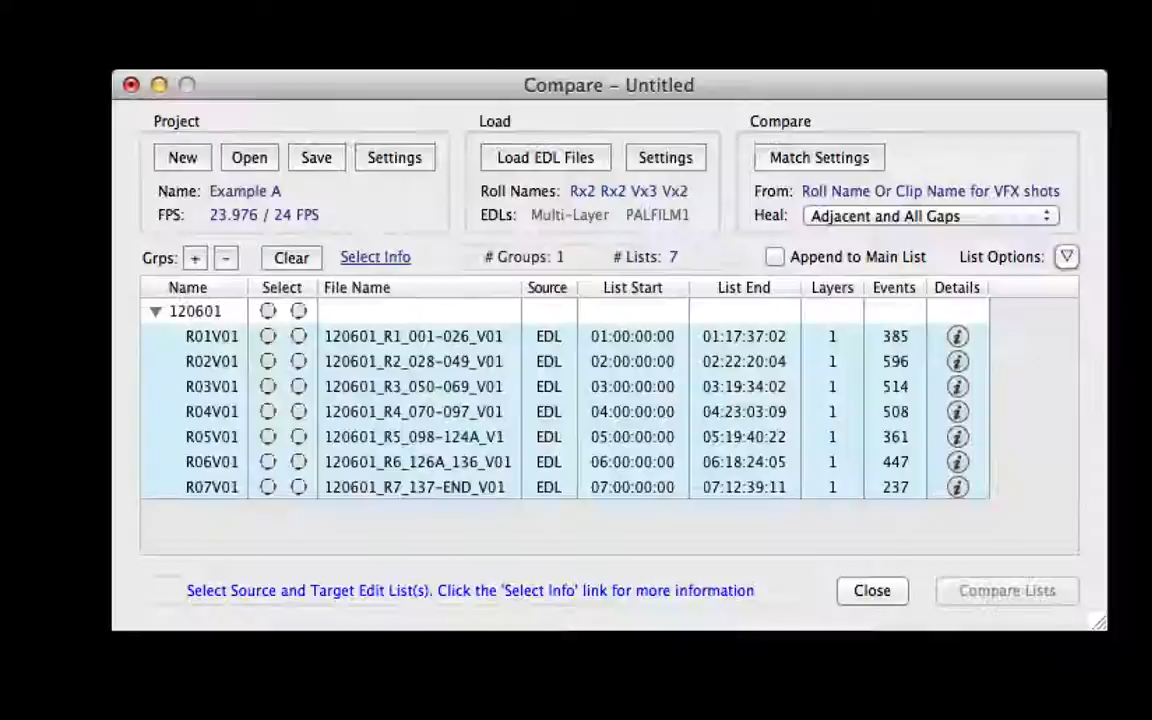 Compare - Untitled
Project
Load
Compare
New Open Save Settings
Load EDL Files Settings
Match Settings
Name: Example A
Roll Names: Rx2 Rx2 Vx3 Vx2
From: Roll Name Or Clip Name for VFX shots
FPS: 23.976 / 24 FPS
EDLs: Multi-Layer PALFILM1
Heal: Adjacent and All Gaps
Grps: + - Clear Select Info # Groups: 1 # Lists: 7 Append to Main List List Options:
Name Select File Name Source List Start List End Layers Events Details
120601
R01V01 120601_R1_001-026_V01 EDL 01:00:00:00 01:17:37:02 1 385 i
R02V01 120601_R2_028-049_V01 EDL 02:00:00:00 02:22:20:04 1 596 i
R03V01 120601_R3_050-069_V01 EDL 03:00:00:00 03:19:34:02 1 514 i
R04V01 120601_R4_070-097_V01 EDL 04:00:00:00 04:23:03:09 1 508 i
R05V01 120601_R5_098-124A_V1 EDL 05:00:00:00 05:19:40:22 1 361 i
R06V01 120601_R6_126A_136_V01 EDL 06:00:00:00 06:18:24:05 1 447 i
R07V01 120601_R7_137-END_V01 EDL 07:00:00:00 07:12:39:11 1 237 i
Select Source and Target Edit List(s). Click the 'Select Info' link for more information
Close Compare Lists